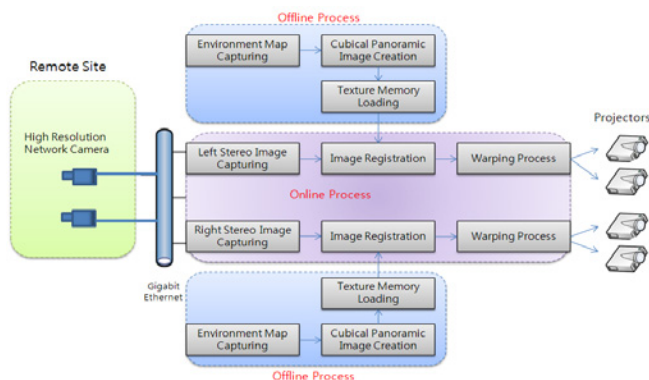 Offline Process
Environment Map
Capturing
Cubical Panoramic
Image Creation
Texture Memory
Loading
Remote Site
High Resolution
Network Camera
Projectors
Left Stereo Image
Capturing
Image Registration
Warping Process
Online Process
Right Stereo Image
Capturing
Image Registration
Warping Process
Gigabit
Ethernet
Texture Memory
Loading
Environment Map
Capturing
Cubical Panoramic
Image Creation
Offline Process